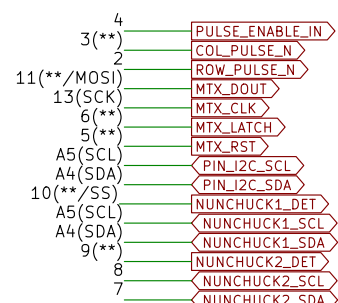 4 PULSE_ENABLE_IN
3(**) COL_PULSE_N
2 ROW_PULSE_N
11(**/MOSI) MTX_DOUT
13(SCK) MTX_CLK
6(**) MTX_LATCH
5(**) MTX_RST
A5(SCL) PIN_I2C_SCL
A4(SDA) PIN_I2C_SDA
10(**/SS) NUNCHUCK1_DET
A5(SCL) NUNCHUCK1_SCL
A4(SDA) NUNCHUCK1_SDA
9(**) NUNCHUCK2_DET
8 NUNCHUCK2_SCL
7 NUNCHUCK2_SDA